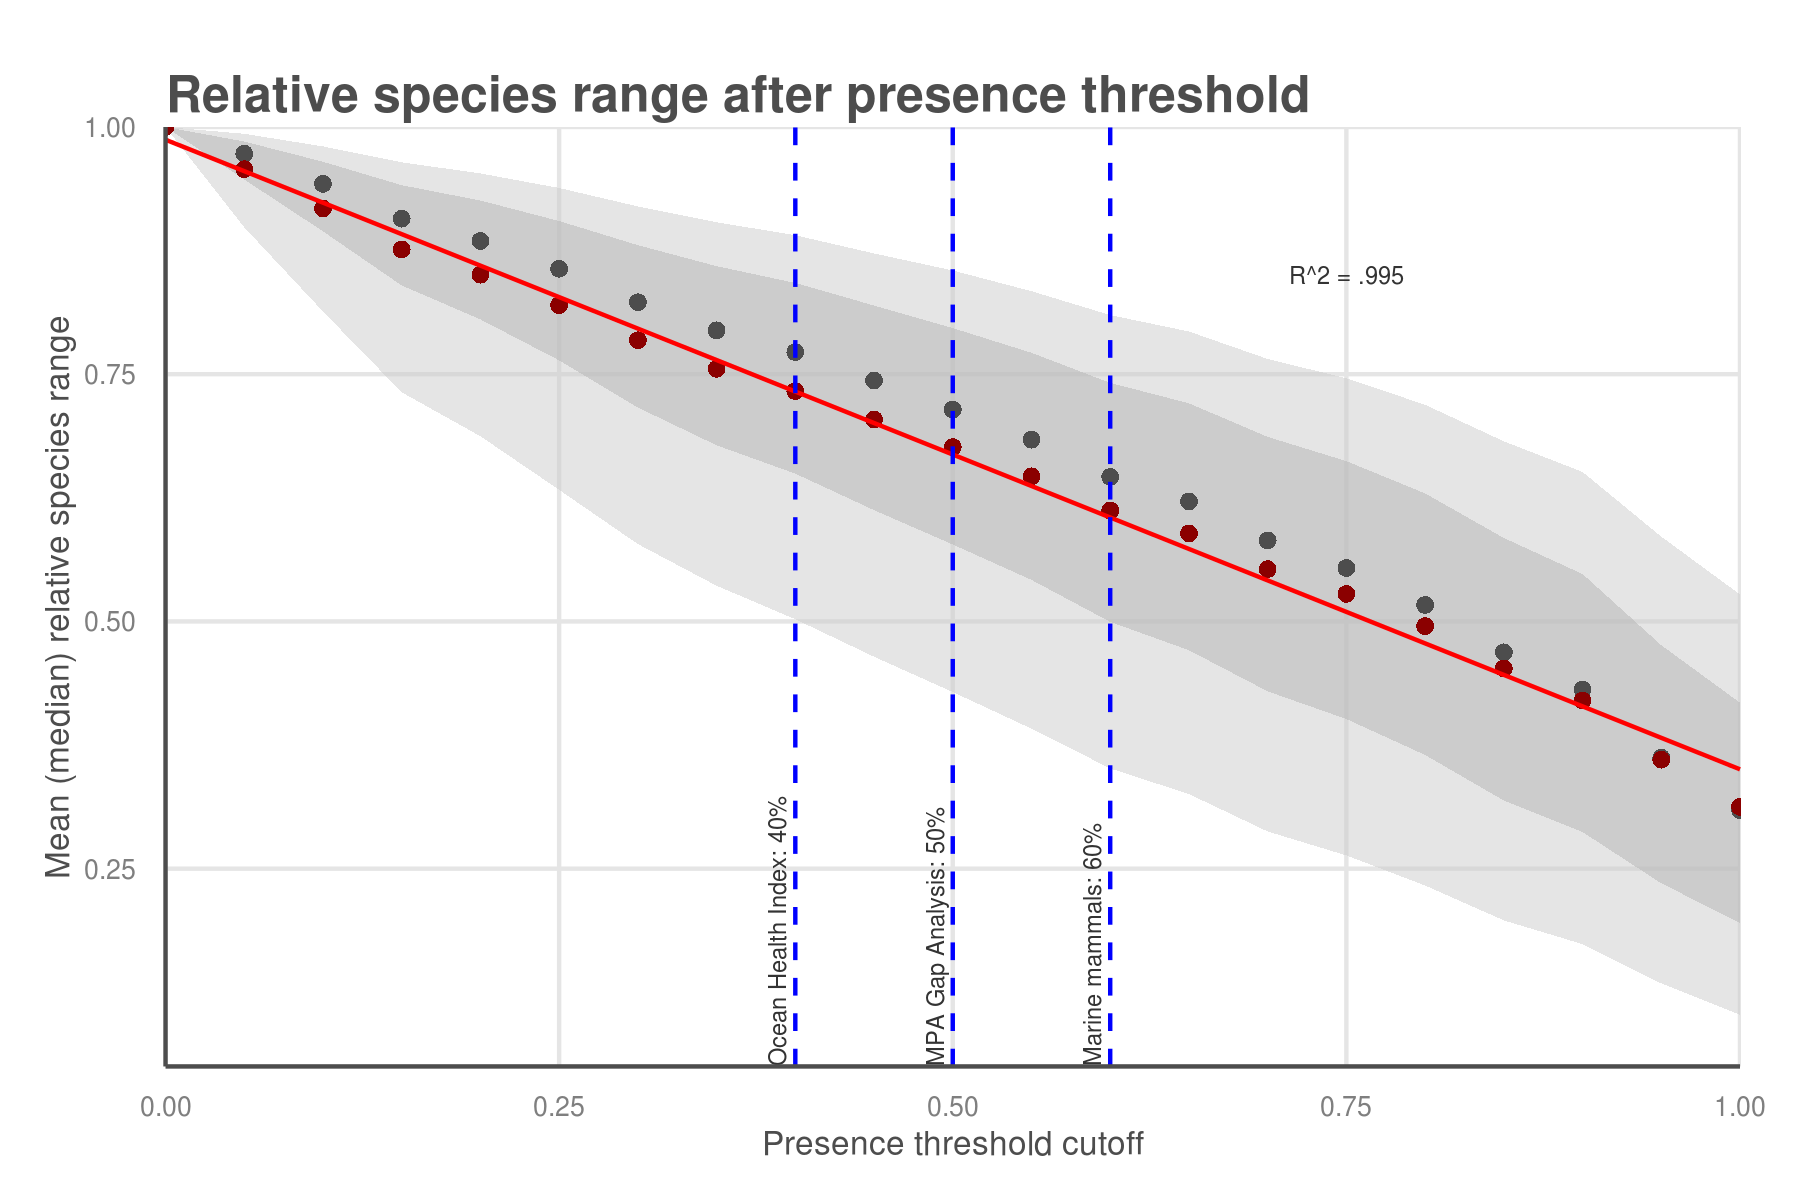 Relative species range after presence threshold
Mean (median) relative species range
1.00
0.75
0.50
0.25
R^2 = .995
Ocean Health Index: 40%
MPA Gap Analysis: 50%
Marine mammals: 60%
0.00 0.25 0.50 0.75 1.00
Presence threshold cutoff